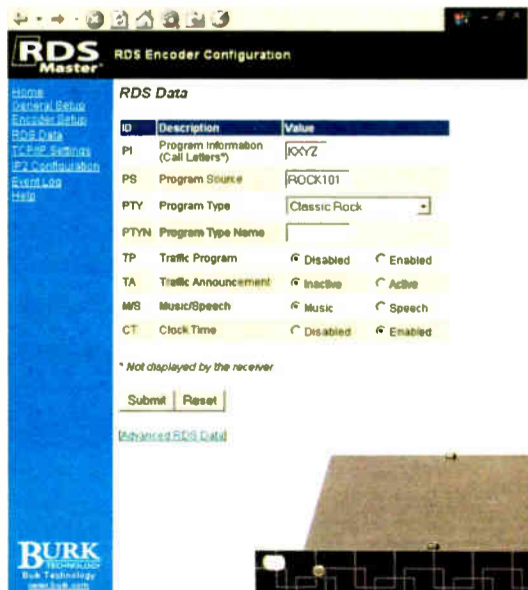 RDS
Master
RDS Encoder Configuration
Home
General Setup
Encoder Setup
RDS Data
TCP/IP Settings
IP2 Configuration
Event Log
Help
RDS Data
ID Description Value
PI Program Information (Call Letters*) KXYZ
PS Program Source ROCK101
PTY Program Type Classic Rock
PTYN Program Type Name
TP Traffic Program Disabled Enabled
TA Traffic Announcement Inactive Active
M/S Music/Speech Music Speech
CT Clock Time Disabled Enabled
* Not displayed by the receiver
Submit Reset
[Advanced RDS Data]
BURK
TECHNOLOGY
Burk Technology
www.burk.com